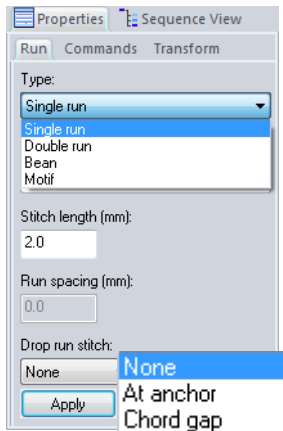 Properties Sequence View
Run Commands Transform
Type:
Single run
Single run
Double run
Bean
Motif
Stitch length (mm):
2.0
Run spacing (mm):
0.0
Drop run stitch:
None
None
At anchor
Chord gap
Apply